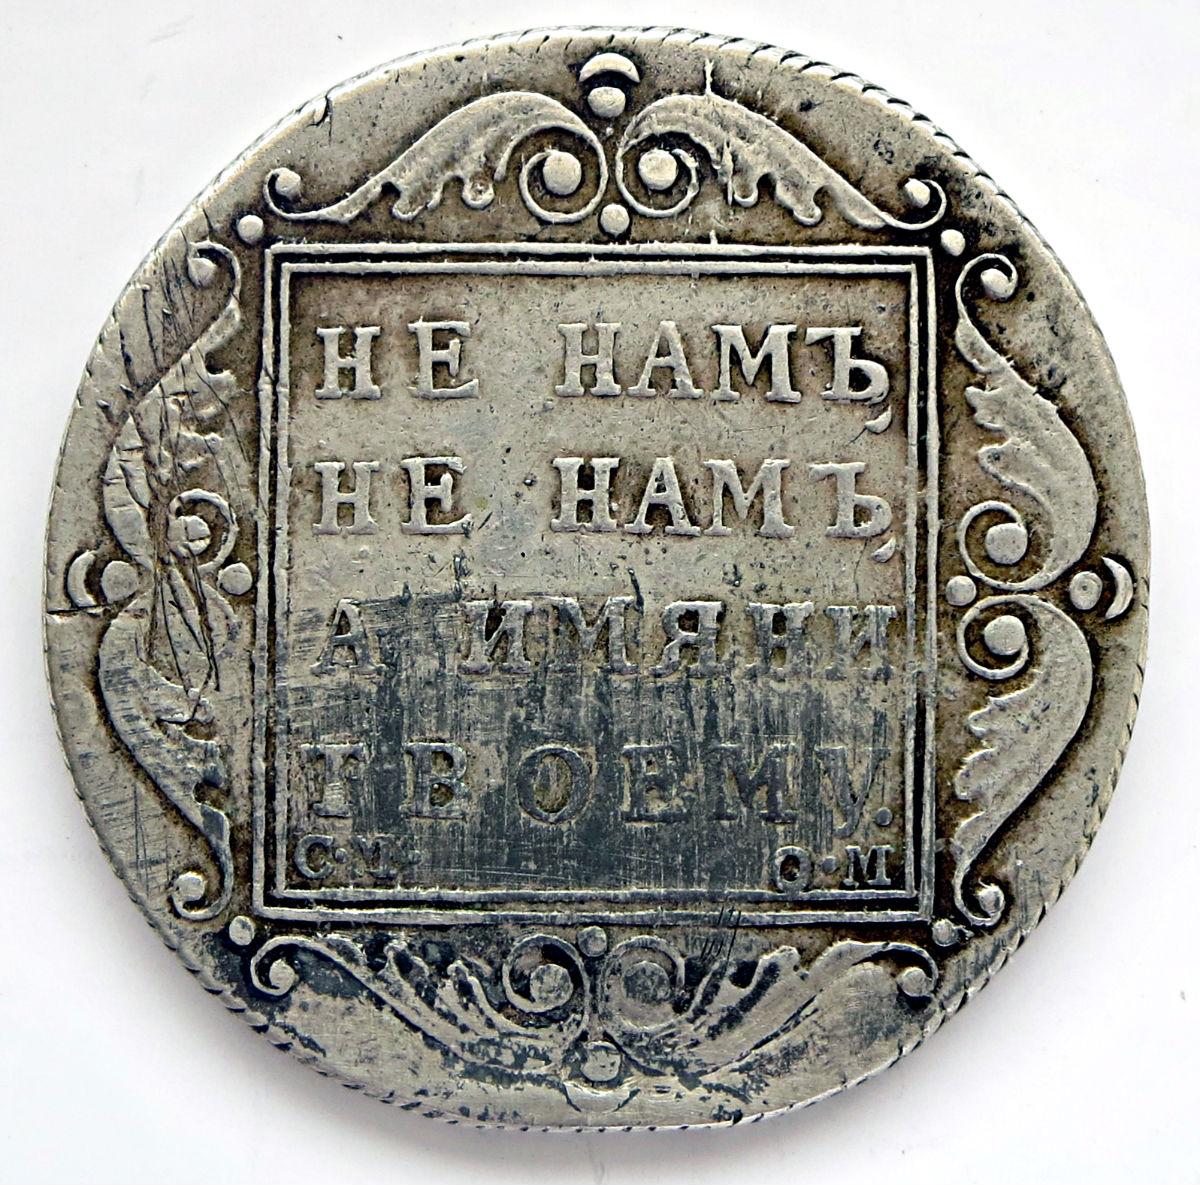 НЕ НАМЪ,
НЕ НАМЪ,
А ИМЯНИ
ТВОЕМУ.
С·М· О·М